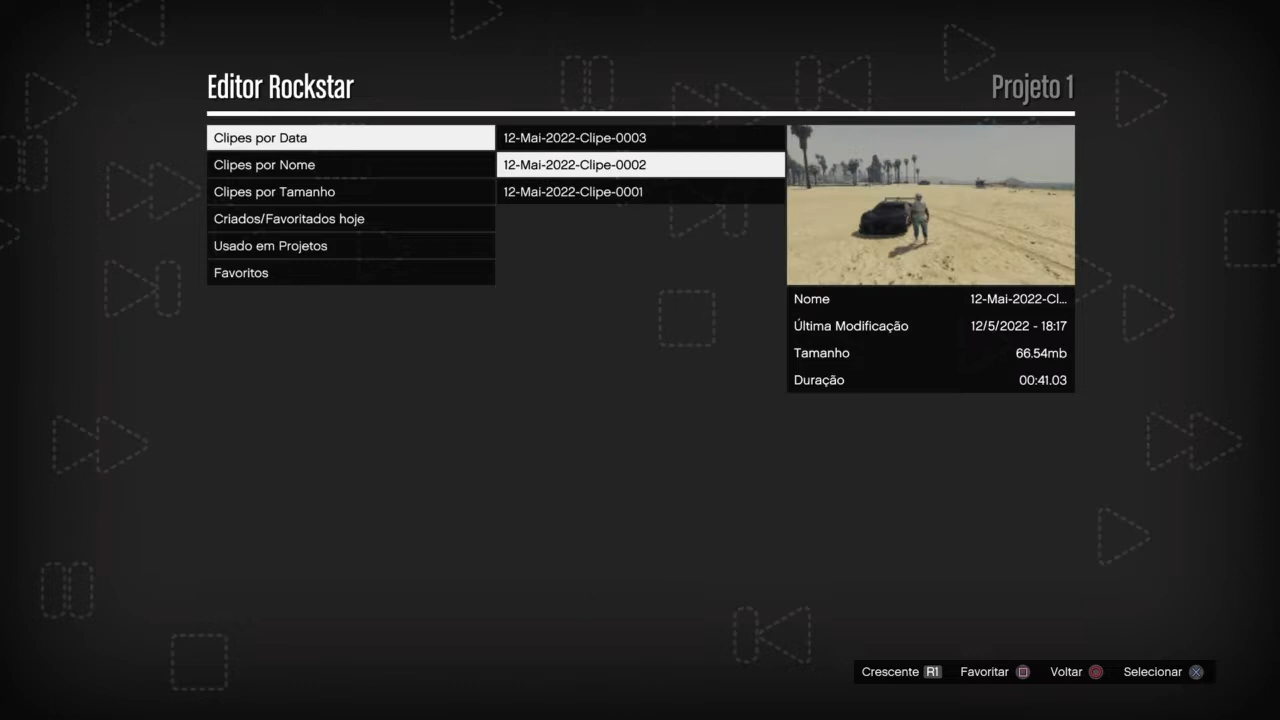 Editor Rockstar
Projeto 1
Clipes por Data
Clipes por Nome
Clipes por Tamanho
Criados/Favoritados hoje
Usado em Projetos
Favoritos
12-Mai-2022-Clipe-0003
12-Mai-2022-Clipe-0002
12-Mai-2022-Clipe-0001
Nome 12-Mai-2022-Cl...
Última Modificação 12/5/2022 - 18:17
Tamanho 66.54mb
Duração 00:41.03
Crescente R1 Favoritar Voltar Selecionar